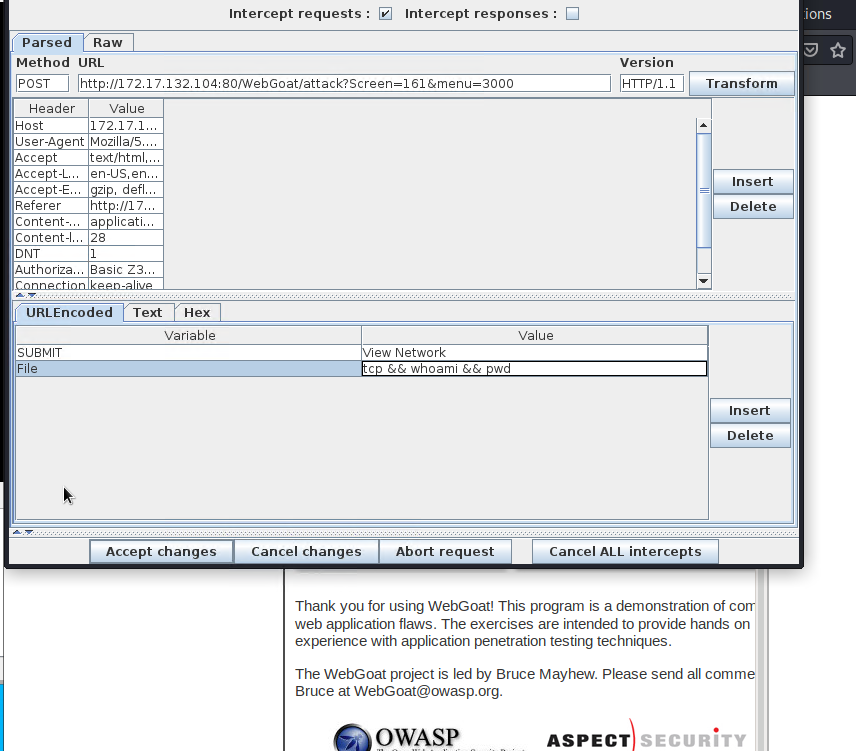 Intercept requests : Intercept responses :
ions
Parsed Raw
Method URL Version
POST http://172.17.132.104:80/WebGoat/attack?Screen=161&menu=3000 HTTP/1.1 Transform
Header Value
Host 172.17.1...
User-Agent Mozilla/5....
Accept text/html,...
Accept-L... en-US,en...
Accept-E... gzip, defl...
Referer http://17...
Content-... applicati...
Content-l... 28
DNT 1
Authoriza... Basic Z3...
Connection keep-alive
Insert
Delete
URLEncoded Text Hex
Variable Value
SUBMIT View Network
File tcp && whoami && pwd
Insert
Delete
Accept changes Cancel changes Abort request Cancel ALL intercepts
Thank you for using WebGoat! This program is a demonstration of com
web application flaws. The exercises are intended to provide hands on
experience with application penetration testing techniques.
The WebGoat project is led by Bruce Mayhew. Please send all comme
Bruce at WebGoat@owasp.org.
OWASP ASPECT SECURITY